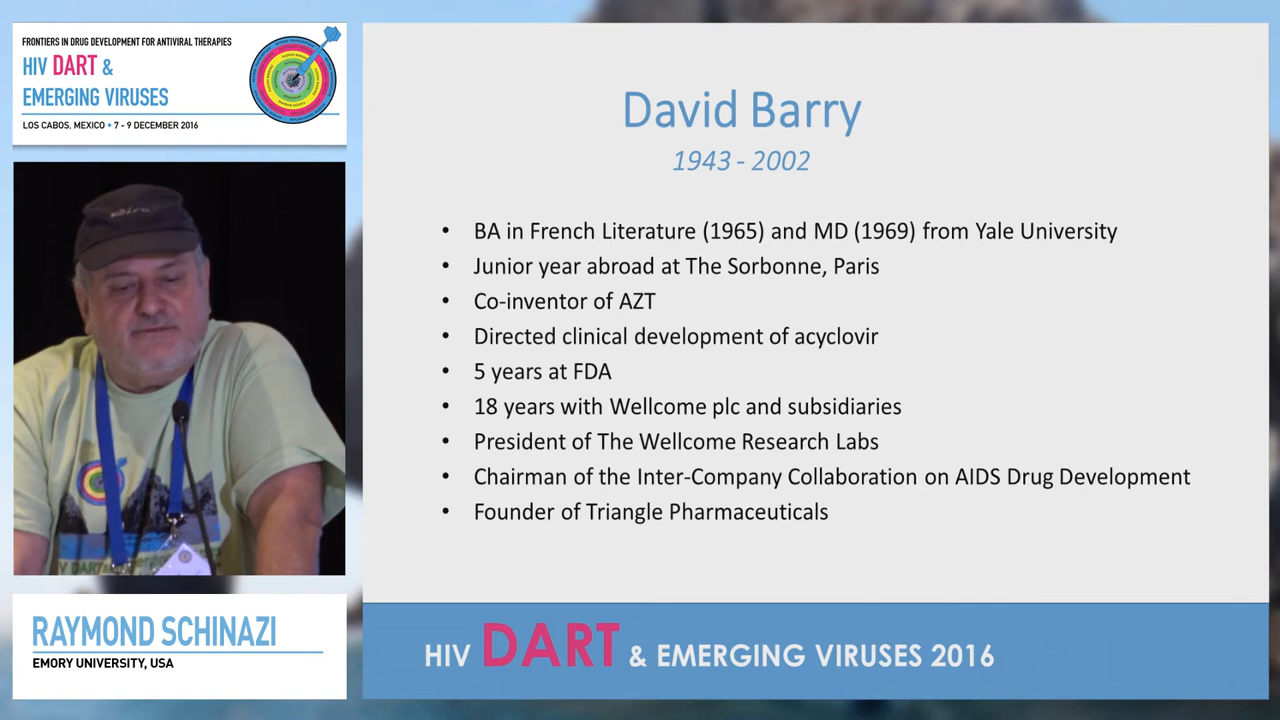 FRONTIERS IN DRUG DEVELOPMENT FOR ANTIVIRAL THERAPIES
HIV DART &
EMERGING VIRUSES
LOS CABOS, MEXICO • 7 - 9 DECEMBER 2016
RAYMOND SCHINAZI
EMORY UNIVERSITY, USA
David Barry
1943 - 2002
• BA in French Literature (1965) and MD (1969) from Yale University
• Junior year abroad at The Sorbonne, Paris
• Co-inventor of AZT
• Directed clinical development of acyclovir
• 5 years at FDA
• 18 years with Wellcome plc and subsidiaries
• President of The Wellcome Research Labs
• Chairman of the Inter-Company Collaboration on AIDS Drug Development
• Founder of Triangle Pharmaceuticals
HIV DART & EMERGING VIRUSES 2016